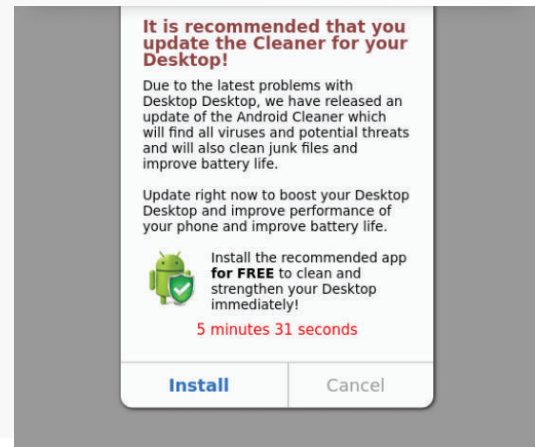 It is recommended that you
update the Cleaner for your
Desktop!
Due to the latest problems with
Desktop Desktop, we have released an
update of the Android Cleaner which
will find all viruses and potential threats
and will also clean junk files and
improve battery life.
Update right now to boost your Desktop
Desktop and improve performance of
your phone and improve battery life.
Install the recommended app
for FREE to clean and
strengthen your Desktop
immediately!
5 minutes 31 seconds
Install
Cancel